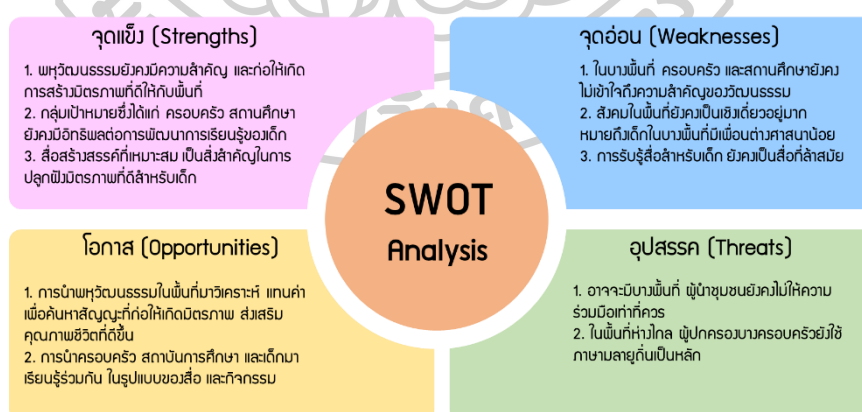 จุดแข็ง (Strengths)
1. พหุวัฒนธรรมยังคงมีความสำคัญ และก่อให้เกิด
การสร้างมิตรภาพที่ดีให้กับพื้นที่
2. กลุ่มเป้าหมายซึ่งได้แก่ ครอบครัว สถานศึกษา
ยังคงมีอิทธิพลต่อการพัฒนาการเรียนรู้ของเด็ก
3. สื่อสร้างสรรค์ที่เหมาะสม เป็นสิ่งสำคัญในการ
ปลูกฝังมิตรภาพที่ดีสำหรับเด็ก
จุดอ่อน (Weaknesses)
1. ในบางพื้นที่ ครอบครัว และสถานศึกษายังคง
ไม่เข้าใจถึงความสำคัญของวัฒนธรรม
2. สังคมในพื้นที่ยังคงเป็นเชิงเดี่ยวอยู่มาก
หมายถึงเด็กในบางพื้นที่มีเพื่อนต่างศาสนาน้อย
3. การรับรู้สื่อสำหรับเด็ก ยังคงเป็นสื่อที่ล้าสมัย
SWOT
Analysis
โอกาส (Opportunities)
1. การนำพหุวัฒนธรรมในพื้นที่มาวิเคราะห์ แทนค่า
เพื่อค้นหาสัญญะที่ก่อให้เกิดมิตรภาพ ส่งเสริม
คุณภาพชีวิตที่ดีขึ้น
2. การนำครอบครัว สถาบันการศึกษา และเด็กมา
เรียนรู้ร่วมกัน ในรูปแบบของสื่อ และกิจกรรม
อุปสรรค (Threats)
1. อาจจะมีบางพื้นที่ ผู้นำชุมชนยังคงไม่ให้ความ
ร่วมมือเท่าที่ควร
2. ในพื้นที่ห่างไกล ผู้ปกครองบางครอบครัวยังใช้
ภาษามลายูถิ่นเป็นหลัก